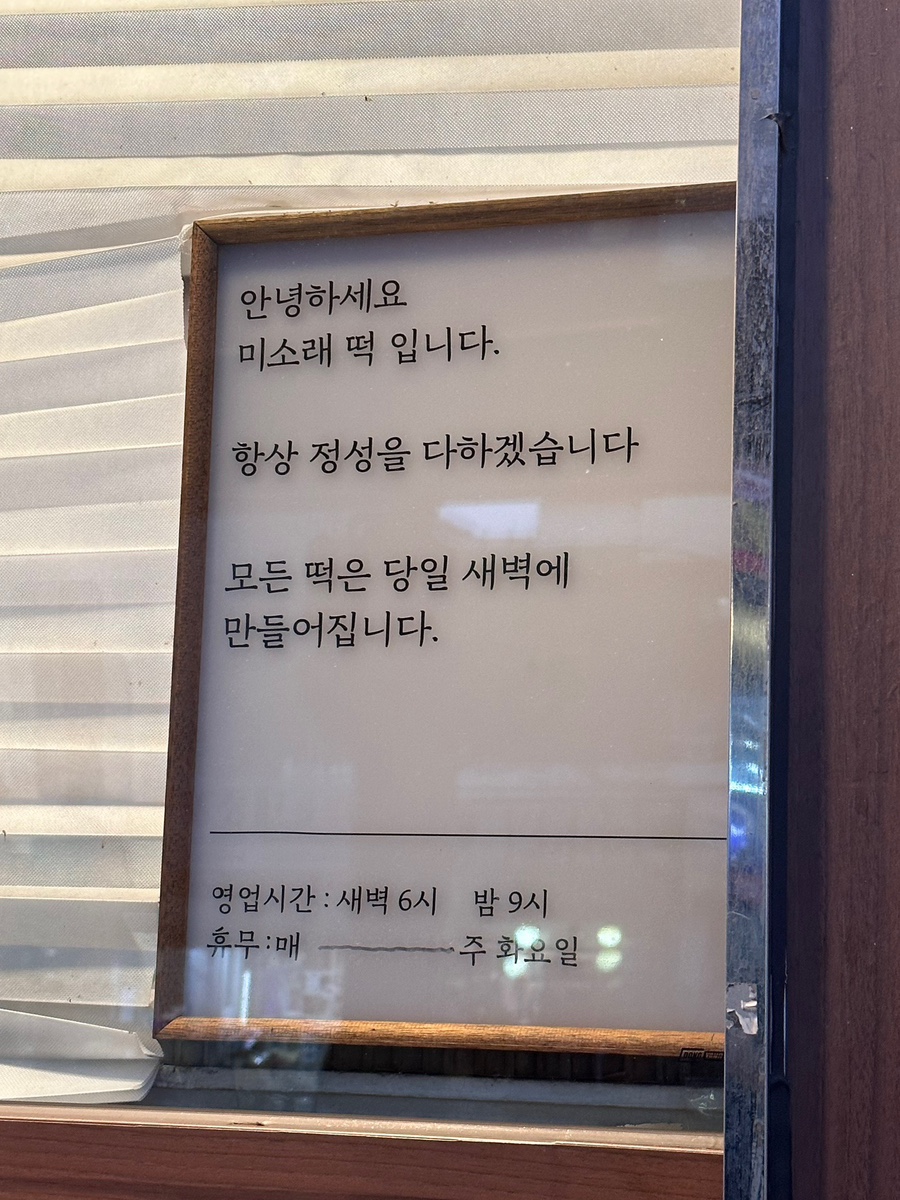 안녕하세요
미소래 떡 입니다.
항상 정성을 다하겠습니다
모든 떡은 당일 새벽에
만들어집니다.
영업시간 : 새벽 6시 밤 9시
휴무:매 주 화요일